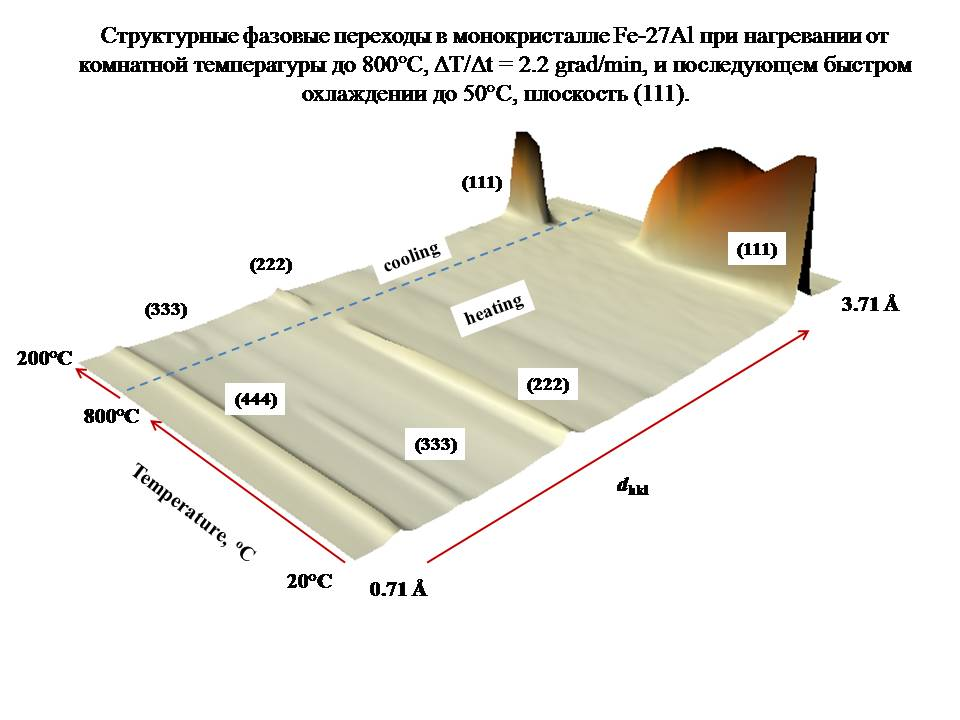 Структурные фазовые переходы в монокристалле Fe-27Al при нагревании от
комнатной температуры до 800°C, ΔT/Δt = 2.2 grad/min, и последующем быстром
охлаждении до 50°C, плоскость (111).
(111)
cooling
(111)
(222)
heating
3.71 Å
(333)
200°C
(222)
(444)
800°C
(333)
d hkl
Temperature, °C
20°C
0.71 Å